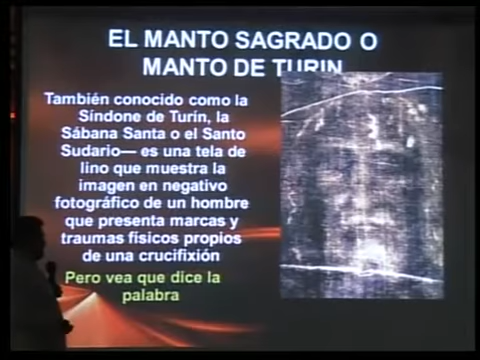 EL MANTO SAGRADO O
MANTO DE TURIN
También conocido como la
Síndone de Turín, la
Sábana Santa o el Santo
Sudario— es una tela de
lino que muestra la
imagen en negativo
fotográfico de un hombre
que presenta marcas y
traumas físicos propios
de una crucifixión
Pero vea que dice la
palabra